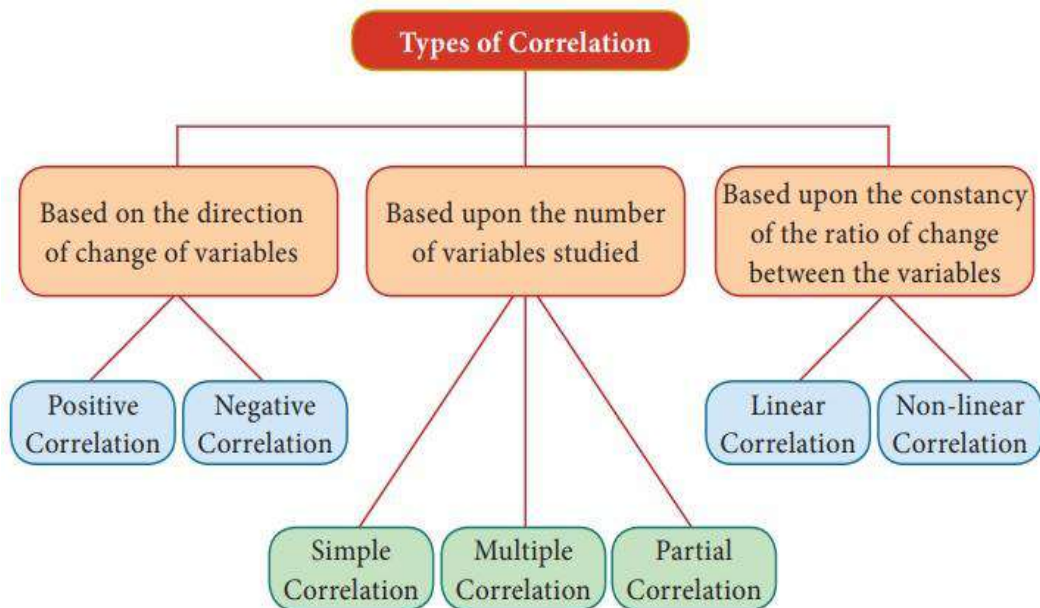 Types of Correlation
Based on the direction
of change of variables
Based upon the number
of variables studied
Based upon the constancy
of the ratio of change
between the variables
Positive
Correlation
Negative
Correlation
Linear
Correlation
Non-linear
Correlation
Simple
Correlation
Multiple
Correlation
Partial
Correlation